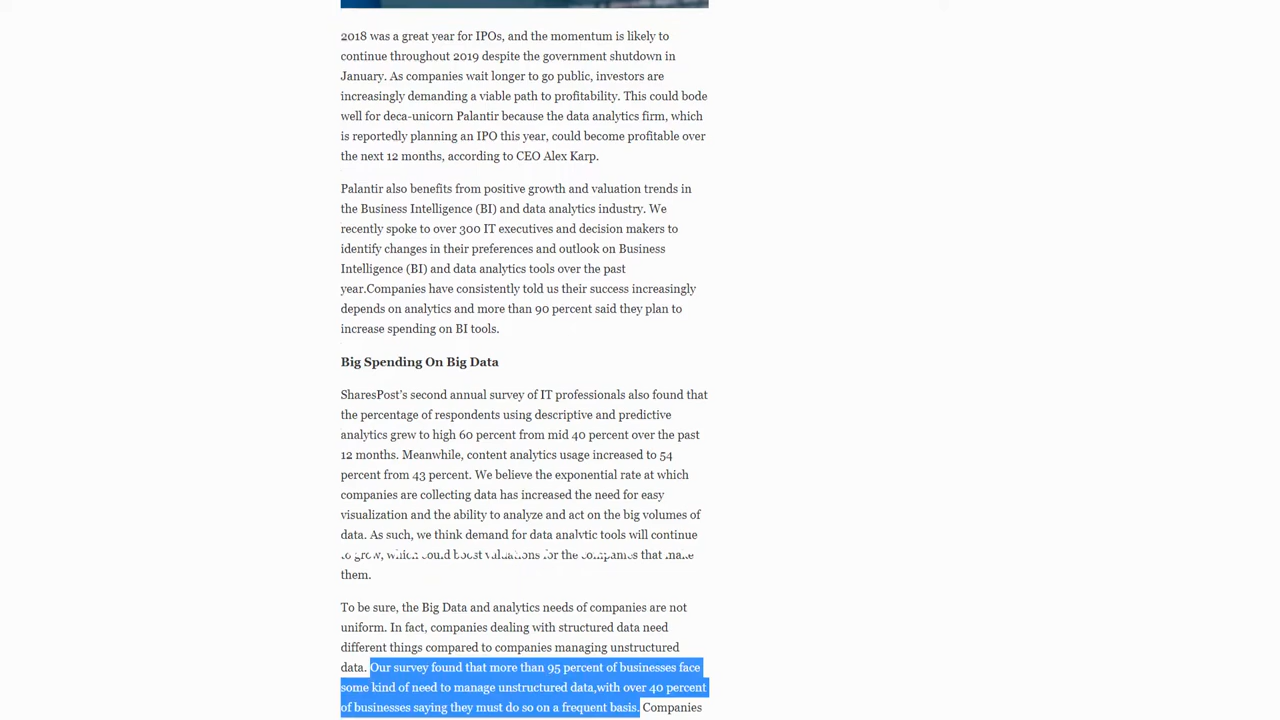 2018 was a great year for IPOs, and the momentum is likely to
continue throughout 2019 despite the government shutdown in
January. As companies wait longer to go public, investors are
increasingly demanding a viable path to profitability. This could bode
well for deca-unicorn Palantir because the data analytics firm, which
is reportedly planning an IPO this year, could become profitable over
the next 12 months, according to CEO Alex Karp.
Palantir also benefits from positive growth and valuation trends in
the Business Intelligence (BI) and data analytics industry. We
recently spoke to over 300 IT executives and decision makers to
identify changes in their preferences and outlook on Business
Intelligence (BI) and data analytics tools over the past
year.Companies have consistently told us their success increasingly
depends on analytics and more than 90 percent said they plan to
increase spending on BI tools.
Big Spending On Big Data
SharesPost's second annual survey of IT professionals also found that
the percentage of respondents using descriptive and predictive
analytics grew to high 60 percent from mid 40 percent over the past
12 months. Meanwhile, content analytics usage increased to 54
percent from 43 percent. We believe the exponential rate at which
companies are collecting data has increased the need for easy
visualization and the ability to analyze and act on the big volumes of
data. As such, we think demand for data analytic tools will continue
to grow, which could boost valuations for the companies that make
them.
To be sure, the Big Data and analytics needs of companies are not
uniform. In fact, companies dealing with structured data need
different things compared to companies managing unstructured
data. Our survey found that more than 95 percent of businesses face
some kind of need to manage unstructured data,with over 40 percent
of businesses saying they must do so on a frequent basis. Companies